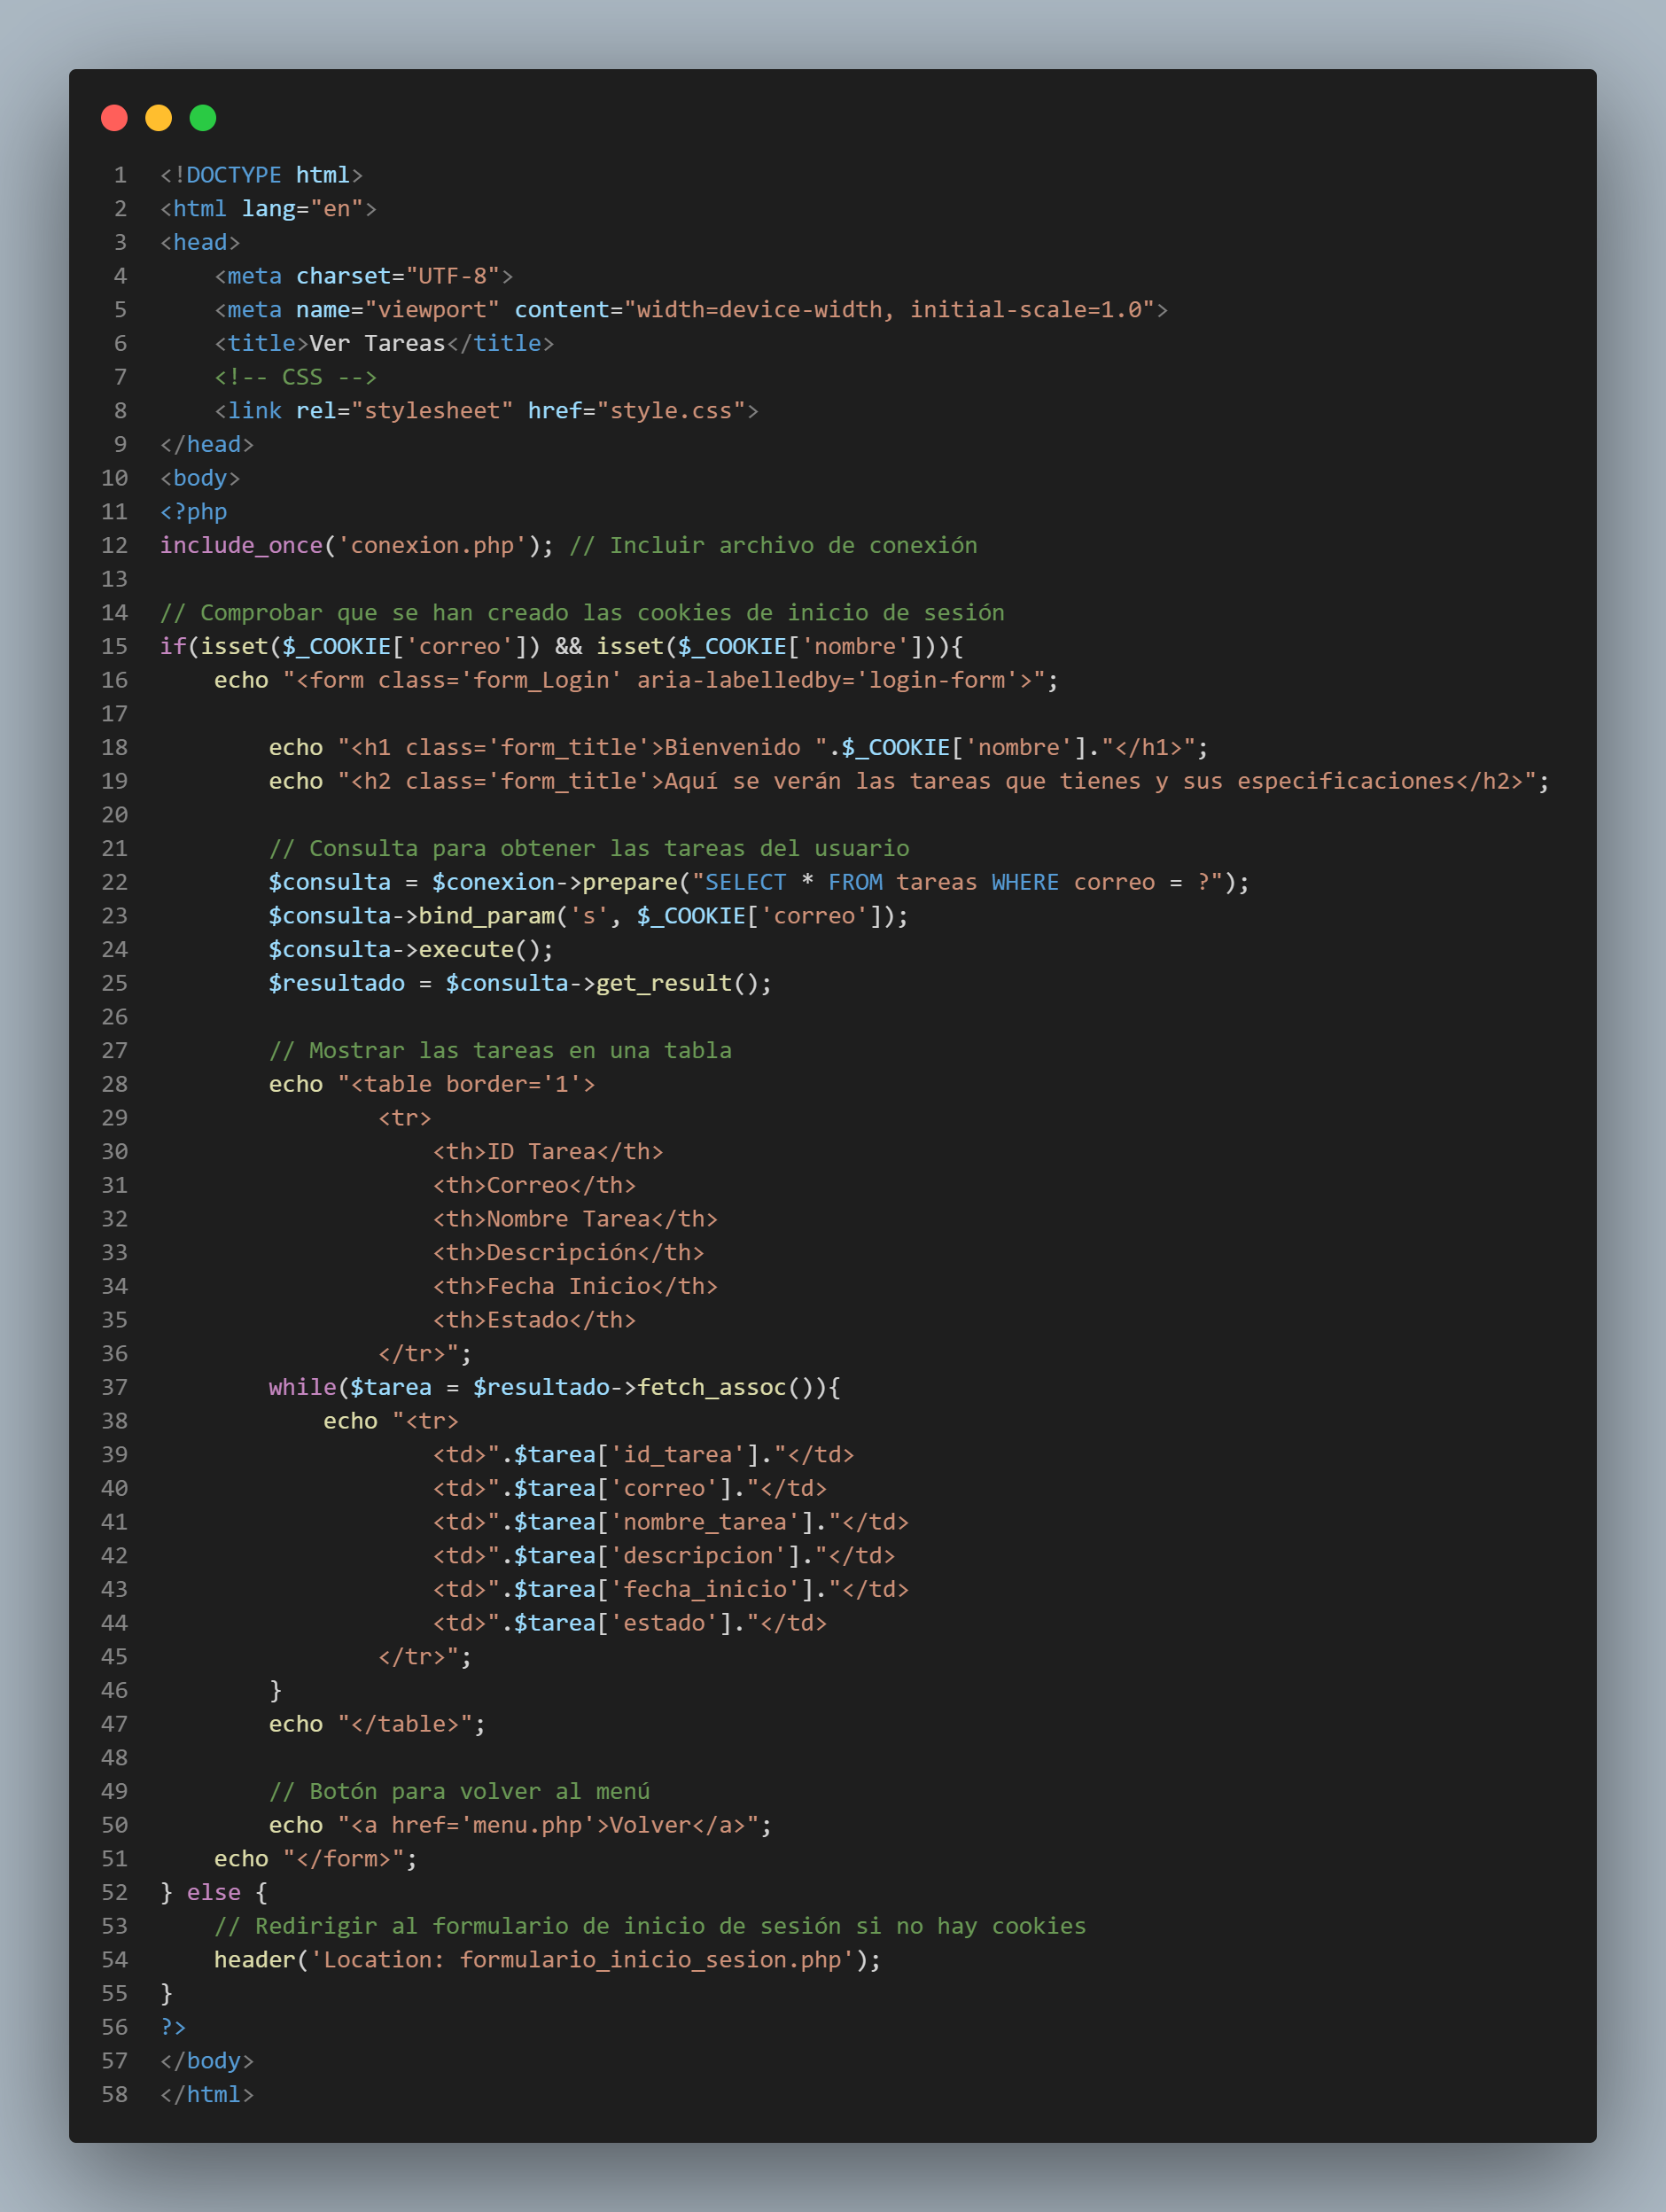 1 <!DOCTYPE html>
2 <html lang="en">
3 <head>
4     <meta charset="UTF-8">
5     <meta name="viewport" content="width=device-width, initial-scale=1.0">
6     <title>Ver Tareas</title>
7     <!-- CSS -->
8     <link rel="stylesheet" href="style.css">
9 </head>
10 <body>
11 <?php
12 include_once('conexion.php'); // Incluir archivo de conexión
13
14 // Comprobar que se han creado las cookies de inicio de sesión
15 if(isset($_COOKIE['correo']) && isset($_COOKIE['nombre'])){
16     echo "<form class='form_Login' aria-labelledby='login-form'>";
17
18         echo "<h1 class='form_title'>Bienvenido ".$_COOKIE['nombre']."</h1>";
19         echo "<h2 class='form_title'>Aquí se verán las tareas que tienes y sus especificaciones</h2>";
20
21         // Consulta para obtener las tareas del usuario
22         $consulta = $conexion->prepare("SELECT * FROM tareas WHERE correo = ?");
23         $consulta->bind_param('s', $_COOKIE['correo']);
24         $consulta->execute();
25         $resultado = $consulta->get_result();
26
27         // Mostrar las tareas en una tabla
28         echo "<table border='1'>
29                 <tr>
30                     <th>ID Tarea</th>
31                     <th>Correo</th>
32                     <th>Nombre Tarea</th>
33                     <th>Descripción</th>
34                     <th>Fecha Inicio</th>
35                     <th>Estado</th>
36                 </tr>";
37         while($tarea = $resultado->fetch_assoc()){
38             echo "<tr>
39                     <td>".$tarea['id_tarea']."</td>
40                     <td>".$tarea['correo']."</td>
41                     <td>".$tarea['nombre_tarea']."</td>
42                     <td>".$tarea['descripcion']."</td>
43                     <td>".$tarea['fecha_inicio']."</td>
44                     <td>".$tarea['estado']."</td>
45                 </tr>";
46         }
47         echo "</table>";
48
49         // Botón para volver al menú
50         echo "<a href='menu.php'>Volver</a>";
51     echo "</form>";
52 } else {
53     // Redirigir al formulario de inicio de sesión si no hay cookies
54     header('Location: formulario_inicio_sesion.php');
55 }
56 ?>
57 </body>
58 </html>